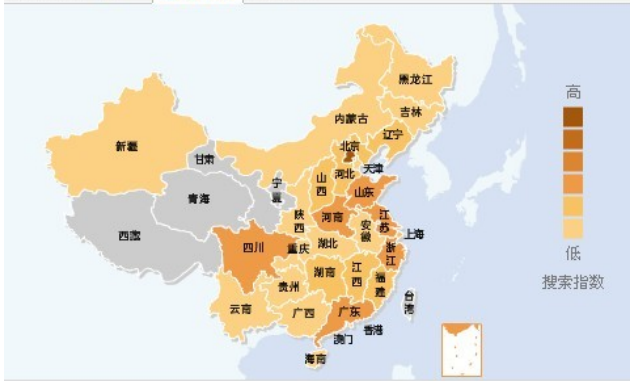 黑龙江
吉林
内蒙古
辽宁
新疆
北京
天津
甘肃
宁夏
山西
河北
山东
青海
陕西
河南
江苏
安徽
上海
西藏
四川
重庆
湖北
浙江
湖南
江西
福建
贵州
云南
广西
广东
台湾
香港
澳门
海南
高
低
搜索指数